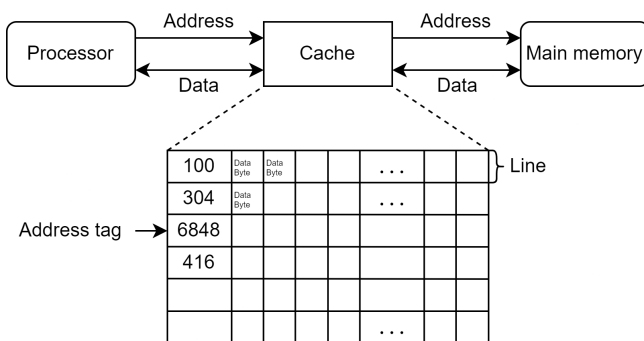 Address
Address
Processor
Cache
Main memory
Data
Data
100
Data
Byte
Data
Byte
...
Line
304
Data
Byte
...
Address tag
6848
416
...